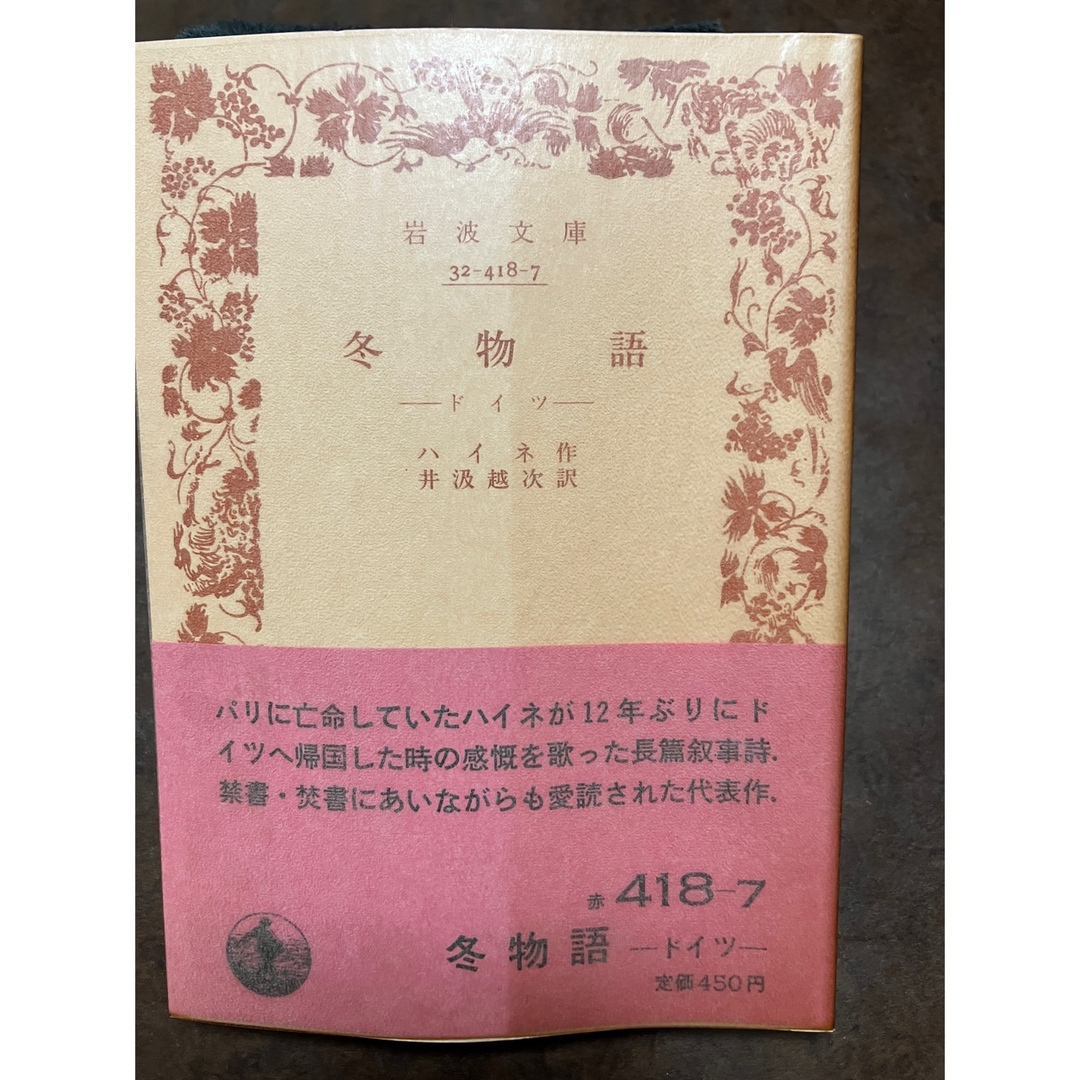 岩波文庫
32-418-7
冬物語
—ドイツ—
ハイネ作
井汲越次訳
パリに亡命していたハイネが12年ぶりにド
イツへ帰国した時の感慨を歌った長篇叙事詩.
禁書・焚書にあいながらも愛読された代表作.
赤 418-7
冬物語 —ドイツ—
定価450円